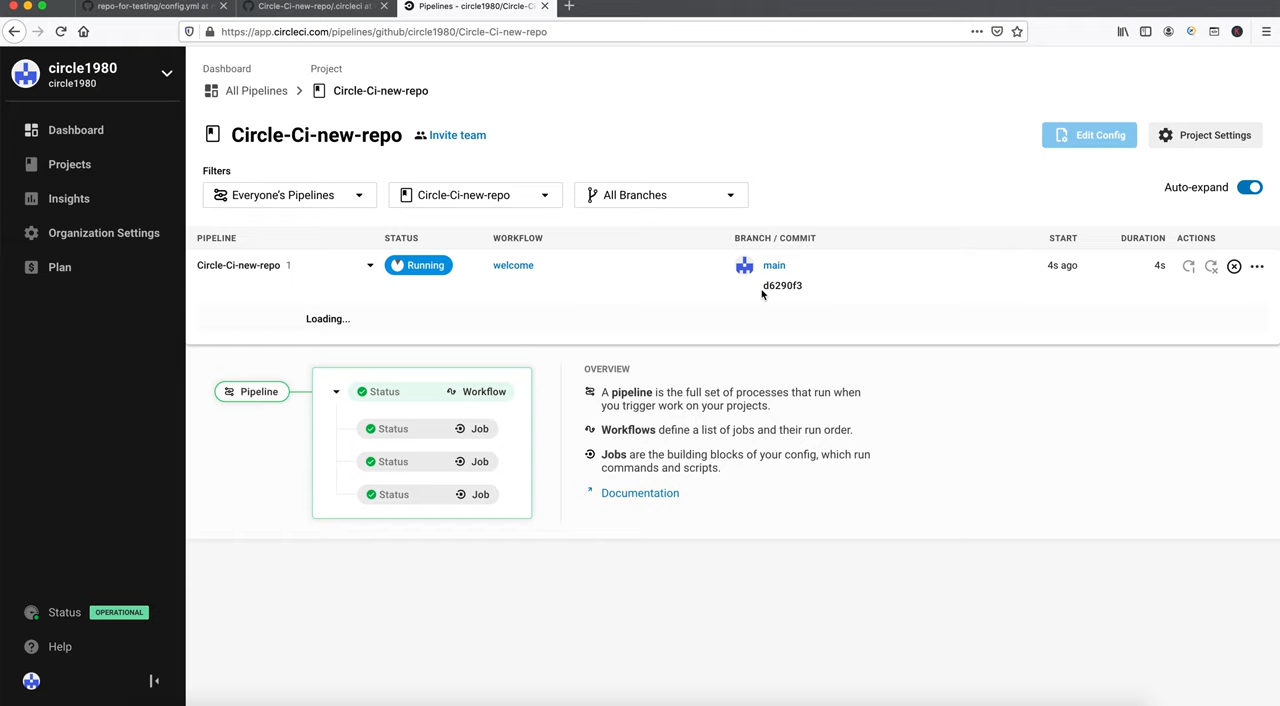 repo-for-testing/config.yml at
Circle-Ci-new-repo/.circleci at
Pipelines - circle1980/Circle-C
https://app.circleci.com/pipelines/github/circle1980/Circle-Ci-new-repo
circle1980
circle1980
Dashboard
Projects
Insights
Organization Settings
Plan
Status OPERATIONAL
Help
Dashboard Project
All Pipelines Circle-Ci-new-repo
Circle-Ci-new-repo Invite team
Edit Config Project Settings
Filters
Everyone's Pipelines Circle-Ci-new-repo All Branches
Auto-expand
PIPELINE STATUS WORKFLOW BRANCH / COMMIT START DURATION ACTIONS
Circle-Ci-new-repo 1 Running welcome main 4s ago 4s
d6290f3
Loading...
Pipeline
Status Workflow
Status Job
Status Job
Status Job
OVERVIEW
A pipeline is the full set of processes that run when
you trigger work on your projects.
Workflows define a list of jobs and their run order.
Jobs are the building blocks of your config, which run
commands and scripts.
Documentation